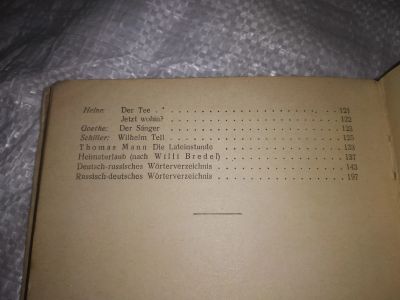 Heine: Der Tee . . . . . . . . . . . . . . . . . . . 121
Jetzt wohin? . . . . . . . . . . . . . . . . . . 122
Goethe: Der Sänger . . . . . . . . . . . . . . . . . . 123
Schiller: Wilhelm Tell . . . . . . . . . . . . . . . . . . 125
Thomas Mann Die Lateinstunde . . . . . . . . . . . . . . 133
Heimaturlaub (nach Willi Bredel) . . . . . . . . . . . . . 137
Deutsch-russisches Wörterverzeichnis . . . . . . . . . . . 143
Russisch-deutsches Wörterverzeichnis . . . . . . . . . . . 197